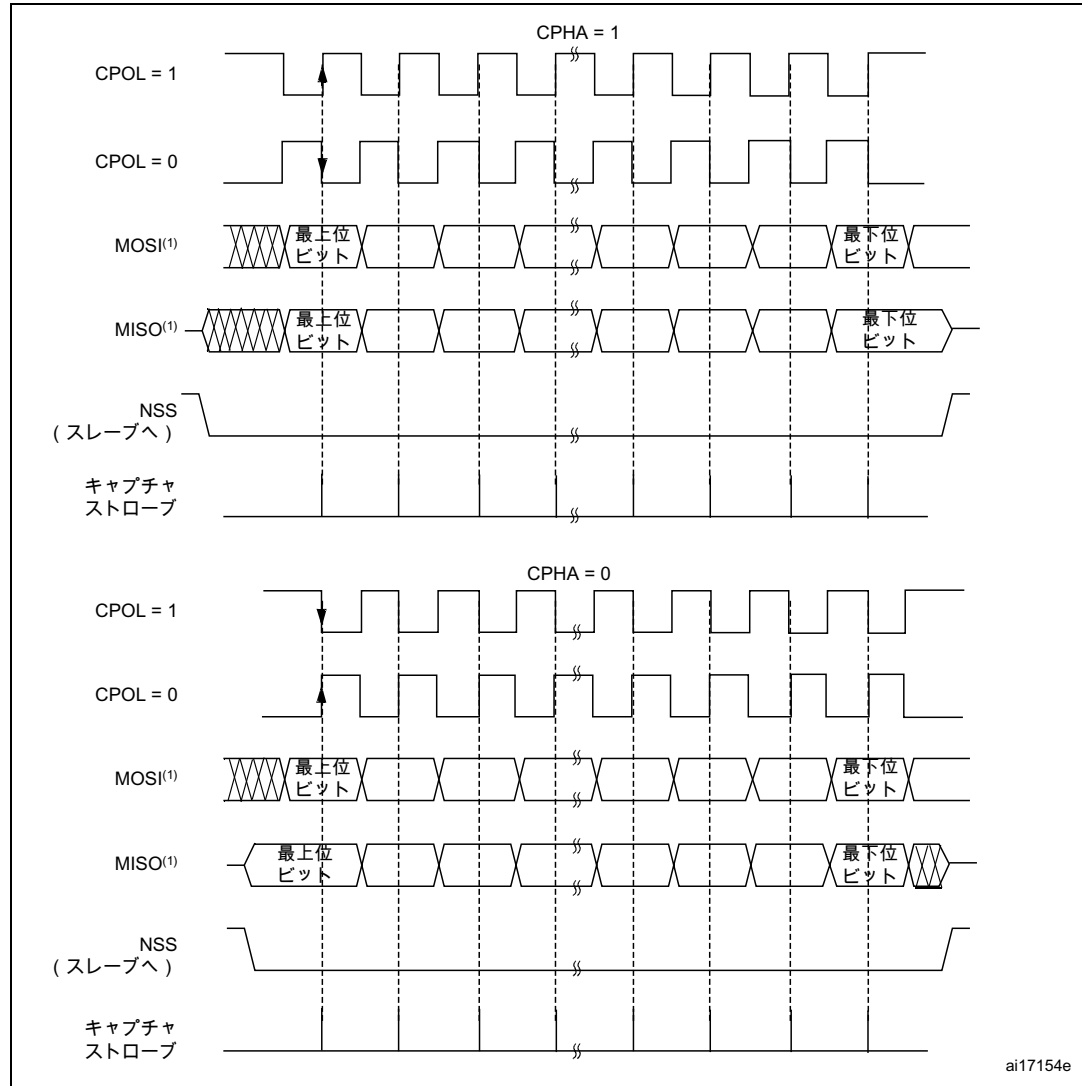 CPHA = 1
CPOL = 1
CPOL = 0
MOSI(1)
最上位
ビット
最下位
ビット
MISO(1)
最上位
ビット
最下位
ビット
NSS
( スレーブへ )
キャプチャ
ストローブ
CPHA = 0
CPOL = 1
CPOL = 0
MOSI(1)
最上位
ビット
最下位
ビット
MISO(1)
最上位
ビット
最下位
ビット
NSS
( スレーブへ )
キャプチャ
ストローブ
ai17154e